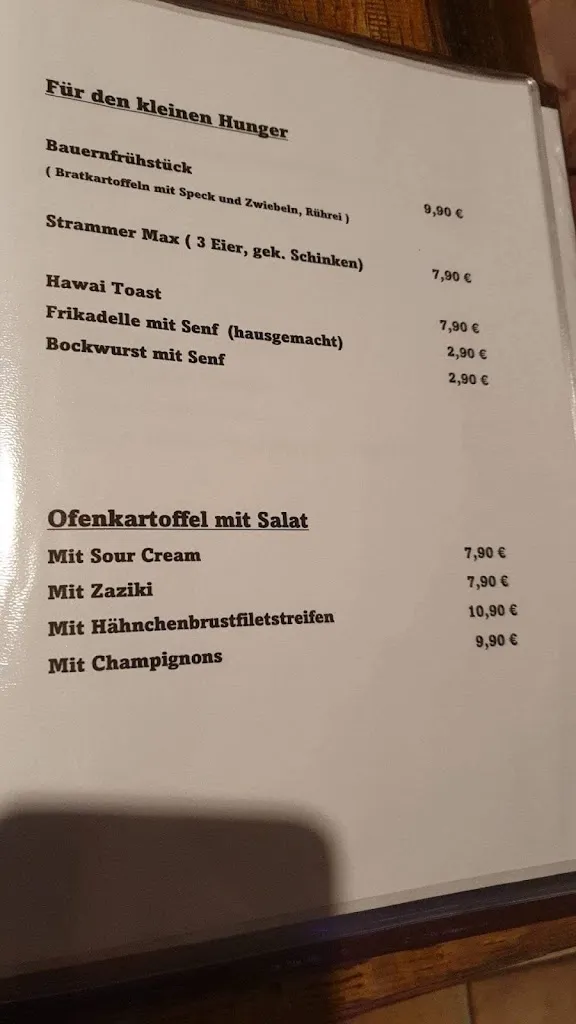 Für den kleinen Hunger
Bauernfrühstück
( Bratkartoffeln mit Speck und Zwiebeln, Rührei ) 9,90 €
Strammer Max ( 3 Eier, gek. Schinken) 7,90 €
Hawai Toast 7,90 €
Frikadelle mit Senf (hausgemacht) 2,90 €
Bockwurst mit Senf 2,90 €
Ofenkartoffel mit Salat
Mit Sour Cream 7,90 €
Mit Zaziki 7,90 €
Mit Hähnchenbrustfiletstreifen 10,90 €
Mit Champignons 9,90 €